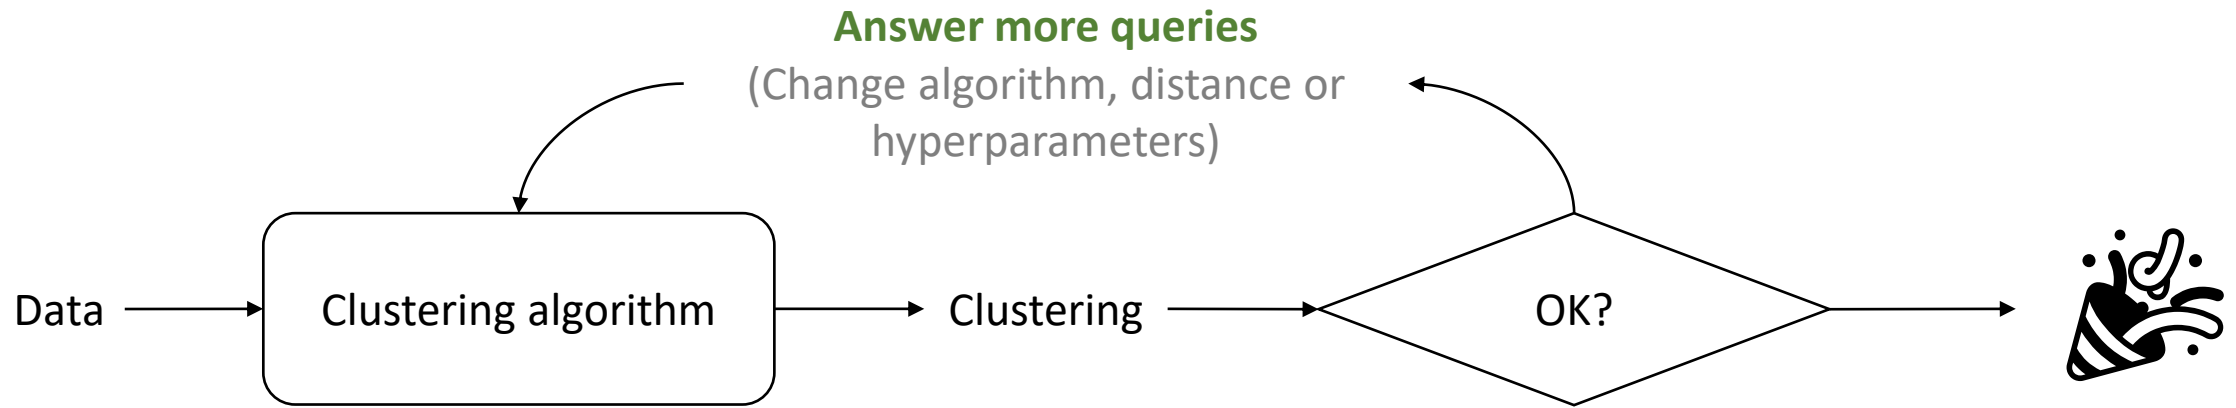 Answer more queries
(Change algorithm, distance or
hyperparameters)
Data
Clustering algorithm
Clustering
OK?